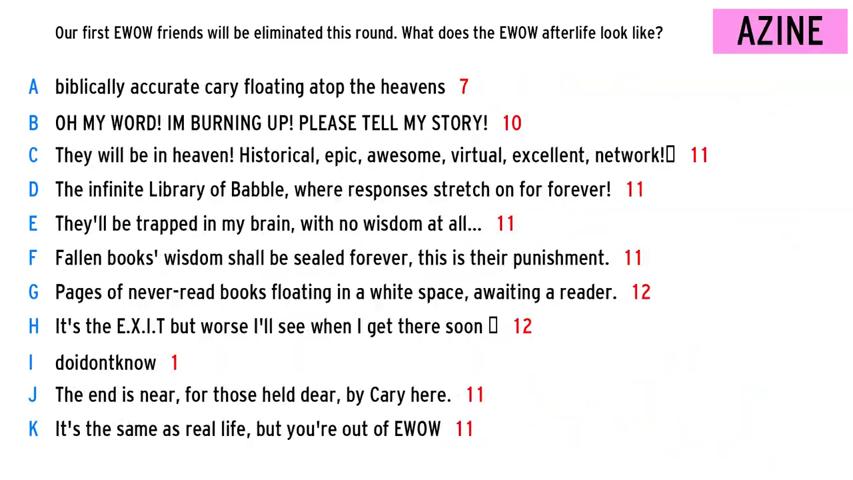 Our first EWOW friends will be eliminated this round. What does the EWOW afterlife look like?
AZINE
A biblically accurate cary floating atop the heavens 7
B OH MY WORD! IM BURNING UP! PLEASE TELL MY STORY! 10
C They will be in heaven! Historical, epic, awesome, virtual, excellent, network!▯ 11
D The infinite Library of Babble, where responses stretch on for forever! 11
E They'll be trapped in my brain, with no wisdom at all... 11
F Fallen books' wisdom shall be sealed forever, this is their punishment. 11
G Pages of never-read books floating in a white space, awaiting a reader. 12
H It's the E.X.I.T but worse I'll see when I get there soon ▯ 12
I doidontknow 1
J The end is near, for those held dear, by Cary here. 11
K It's the same as real life, but you're out of EWOW 11